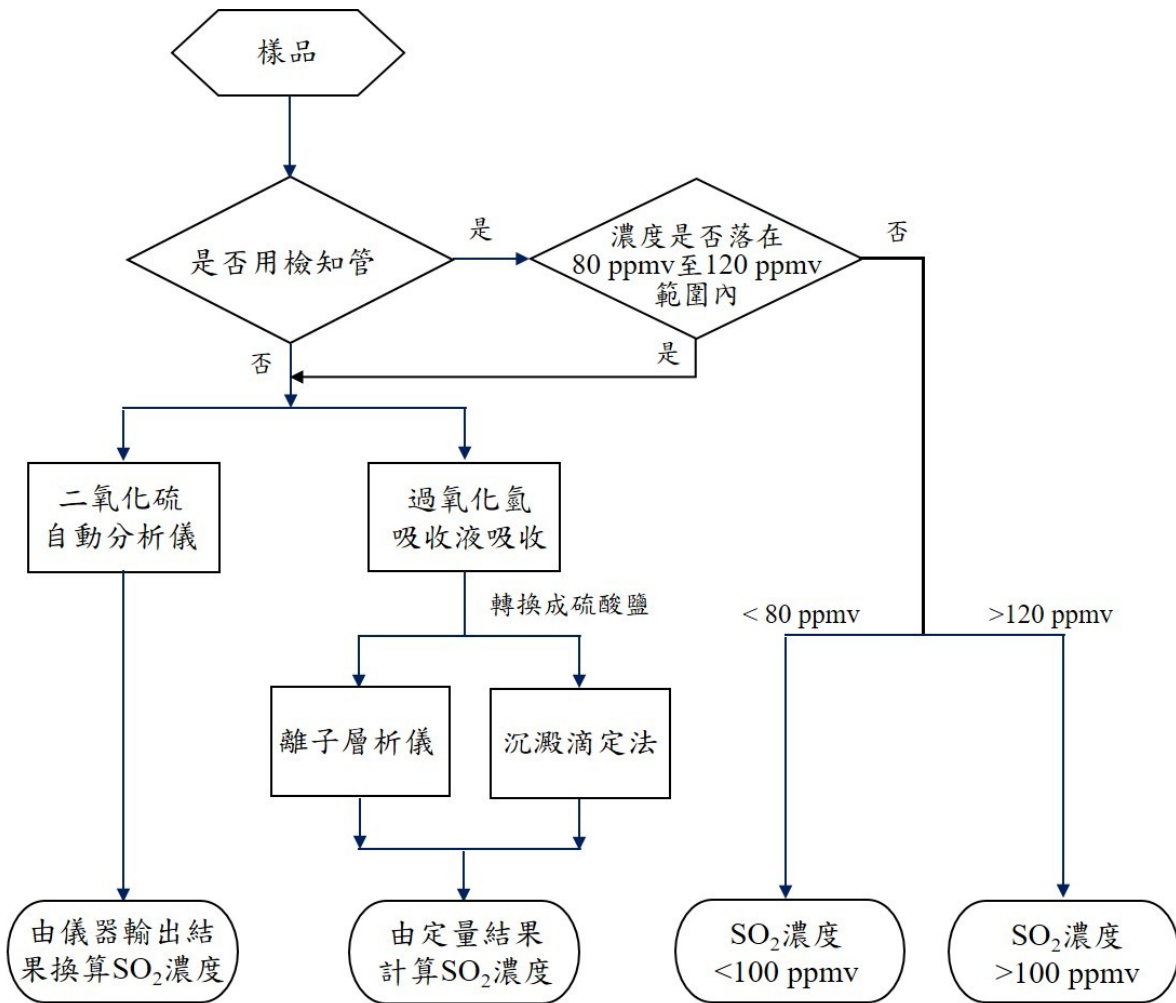 樣品
是否用檢知管
是
濃度是否落在
80 ppmv至120 ppmv
範圍內
否
否
是
二氧化硫
自動分析儀
過氧化氫
吸收液吸收
轉換成硫酸鹽
< 80 ppmv
>120 ppmv
離子層析儀
沉澱滴定法
由儀器輸出結
果換算SO₂濃度
由定量結果
計算SO₂濃度
SO₂濃度
<100 ppmv
SO₂濃度
>100 ppmv